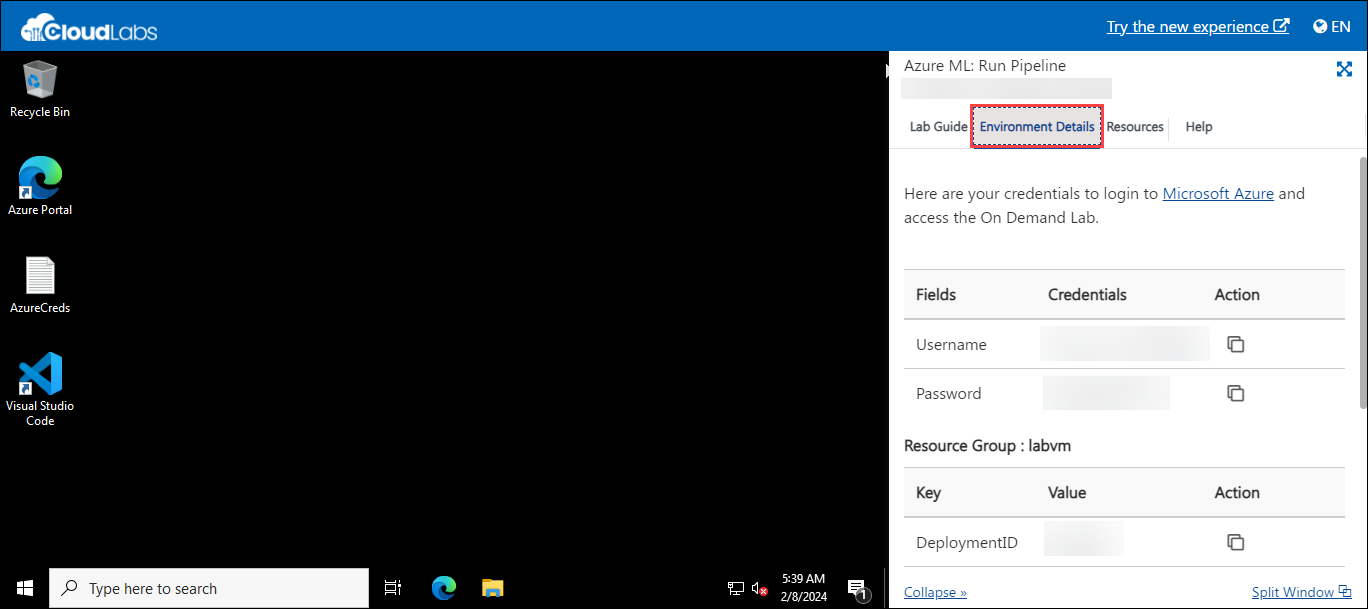 CloudLabs
Try the new experience
EN
Recycle Bin
Azure Portal
AzureCreds
Visual Studio
Code
Azure ML: Run Pipeline
Lab Guide
Environment Details
Resources
Help
Here are your credentials to login to Microsoft Azure and
access the On Demand Lab.
Fields Credentials Action
Username
Password
Resource Group : labvm
Key Value Action
DeploymentID
Collapse »
Split Window
Type here to search
5:39 AM
2/8/2024
1